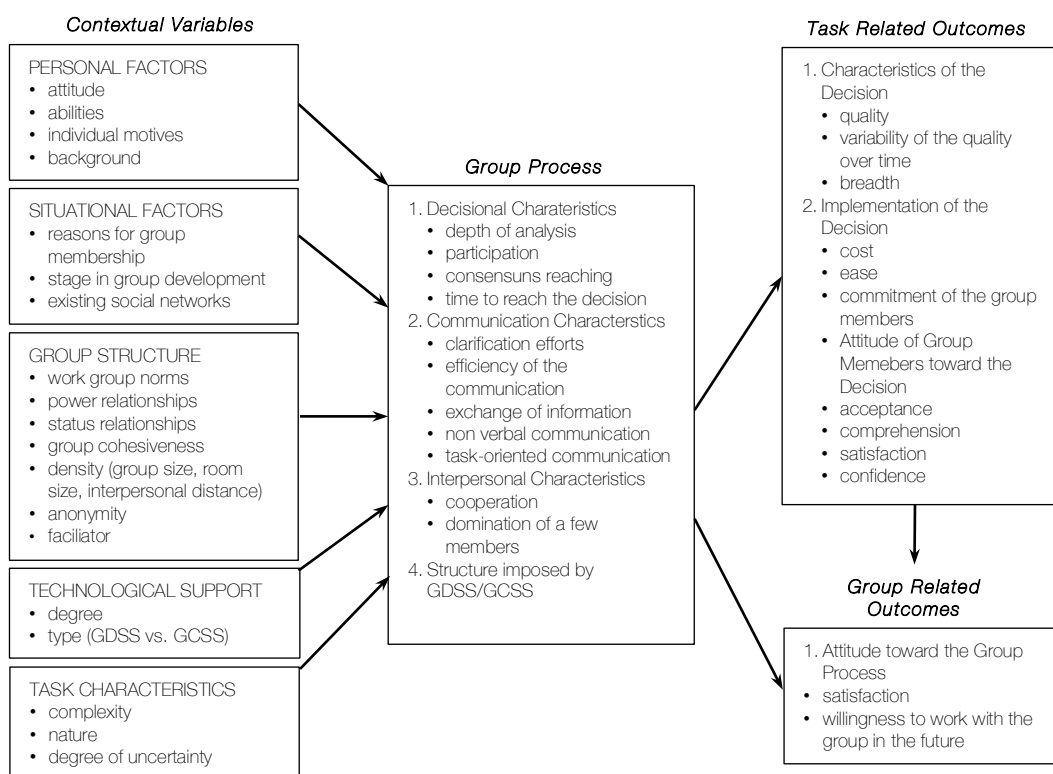 Contextual Variables
PERSONAL FACTORS
• attitude
• abilities
• individual motives
• background
SITUATIONAL FACTORS
• reasons for group
membership
• stage in group development
• existing social networks
GROUP STRUCTURE
• work group norms
• power relationships
• status relationships
• group cohesiveness
• density (group size, room
size, interpersonal distance)
• anonymity
• faciliator
TECHNOLOGICAL SUPPORT
• degree
• type (GDSS vs. GCSS)
TASK CHARACTERISTICS
• complexity
• nature
• degree of uncertainty
Group Process
1. Decisional Charateristics
• depth of analysis
• participation
• consensuns reaching
• time to reach the decision
2. Communication Characterstics
• clarification efforts
• efficiency of the
communication
• exchange of information
• non verbal communication
• task-oriented communication
3. Interpersonal Characteristics
• cooperation
• domination of a few
members
4. Structure imposed by
GDSS/GCSS
Task Related Outcomes
1. Characteristics of the
Decision
• quality
• variability of the quality
over time
• breadth
2. Implementation of the
Decision
• cost
• ease
• commitment of the group
members
• Attitude of Group
Memebers toward the
Decision
• acceptance
• comprehension
• satisfaction
• confidence
Group Related
Outcomes
1. Attitude toward the Group
Process
• satisfaction
• willingness to work with the
group in the future